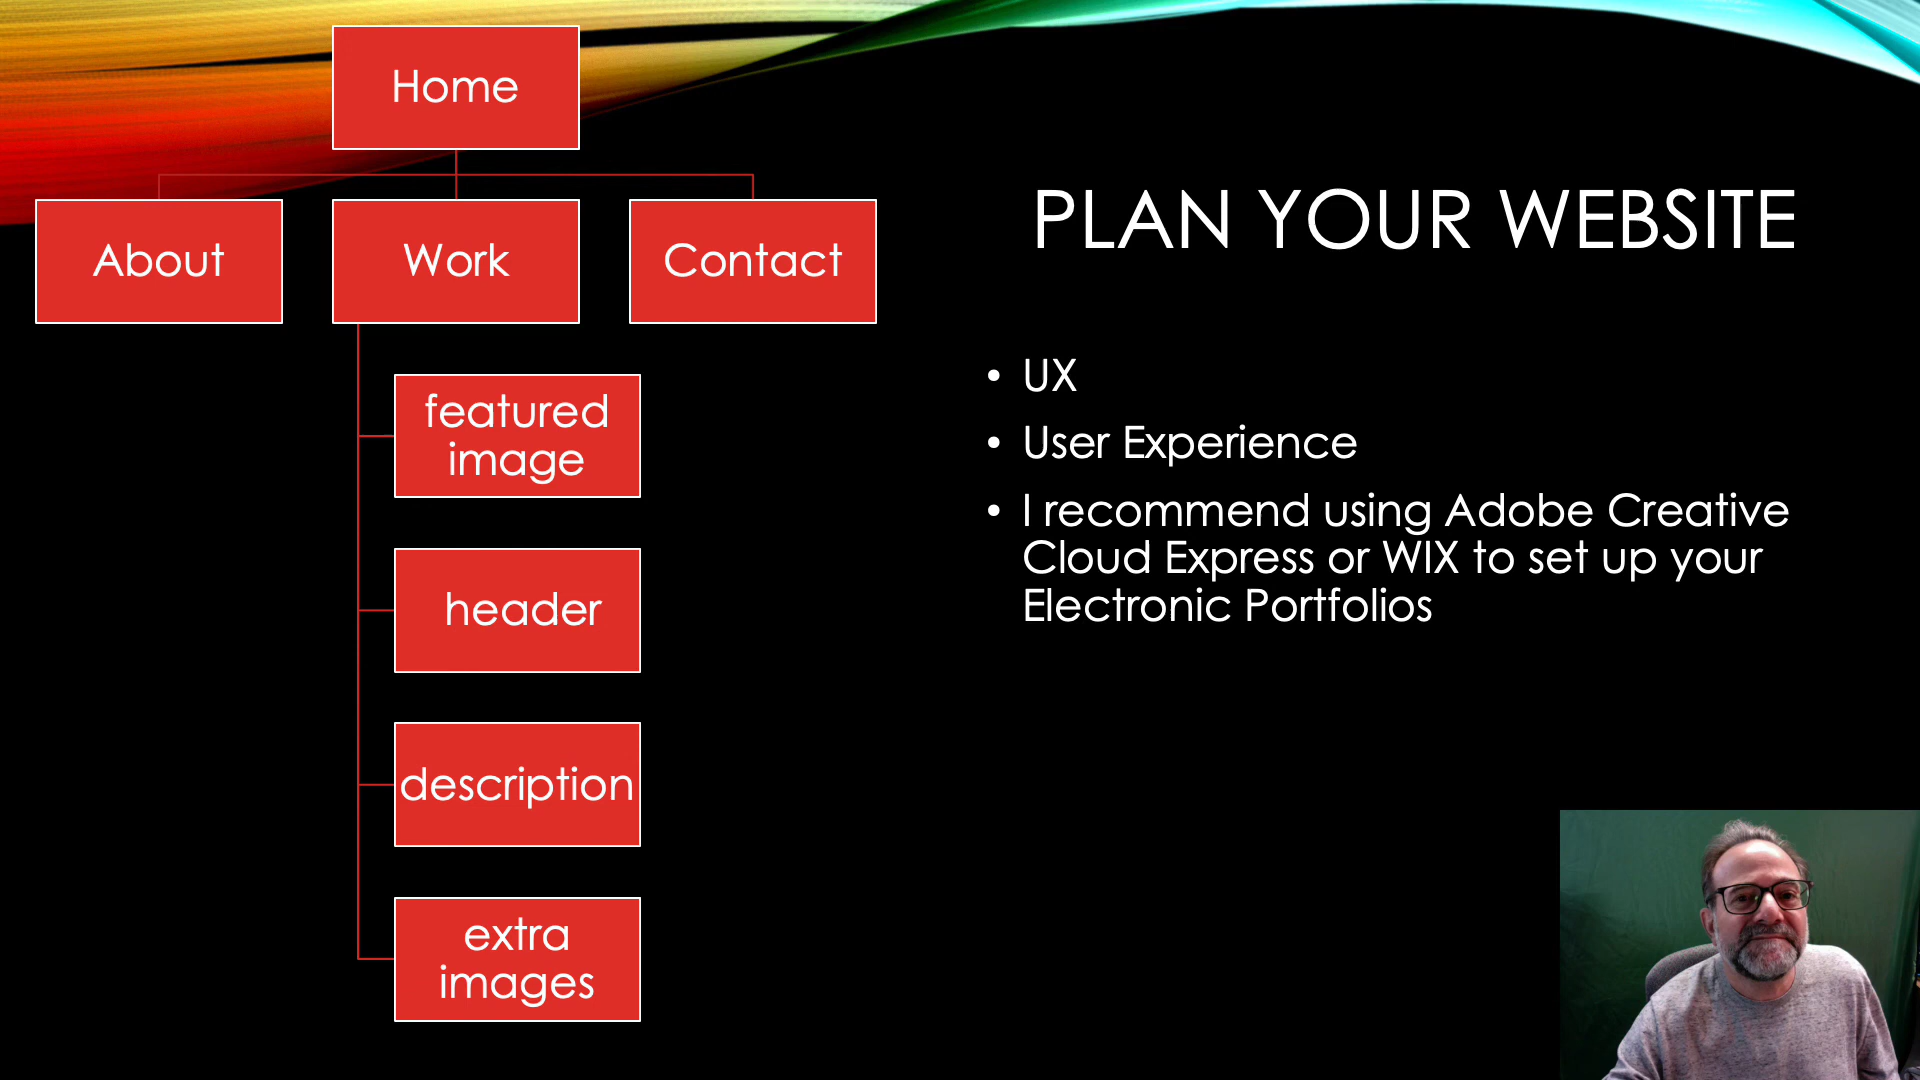 Home
About
Work
Contact
featured
image
header
description
extra
images
PLAN YOUR WEBSITE
• UX
• User Experience
• I recommend using Adobe Creative
Cloud Express or WIX to set up your
Electronic Portfolios